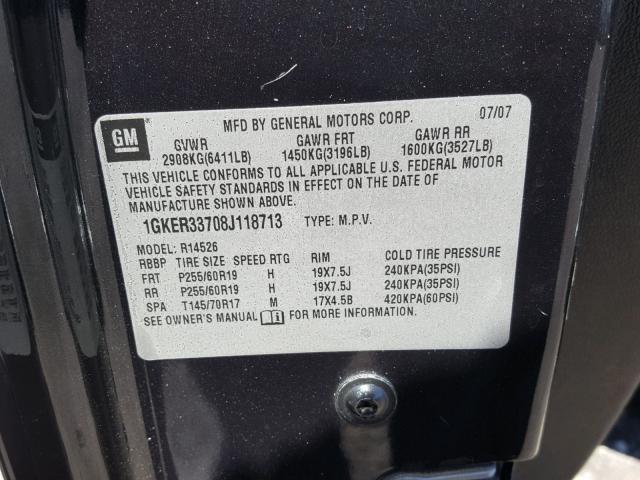 GM
MFD BY GENERAL MOTORS CORP. 07/07
GVWR GAWR FRT GAWR RR
2908KG(6411LB) 1450KG(3196LB) 1600KG(3527LB)
THIS VEHICLE CONFORMS TO ALL APPLICABLE U.S. FEDERAL MOTOR
VEHICLE SAFETY STANDARDS IN EFFECT ON THE DATE OF
MANUFACTURE SHOWN ABOVE.
1GKER33708J118713 TYPE: M.P.V.
MODEL: R14526
RBBP TIRE SIZE SPEED RTG RIM COLD TIRE PRESSURE
FRT P255/60R19 H 19X7.5J 240KPA(35PSI)
RR P255/60R19 H 19X7.5J 240KPA(35PSI)
SPA T145/70R17 M 17X4.5B 420KPA(60PSI)
SEE OWNER'S MANUAL i FOR MORE INFORMATION.